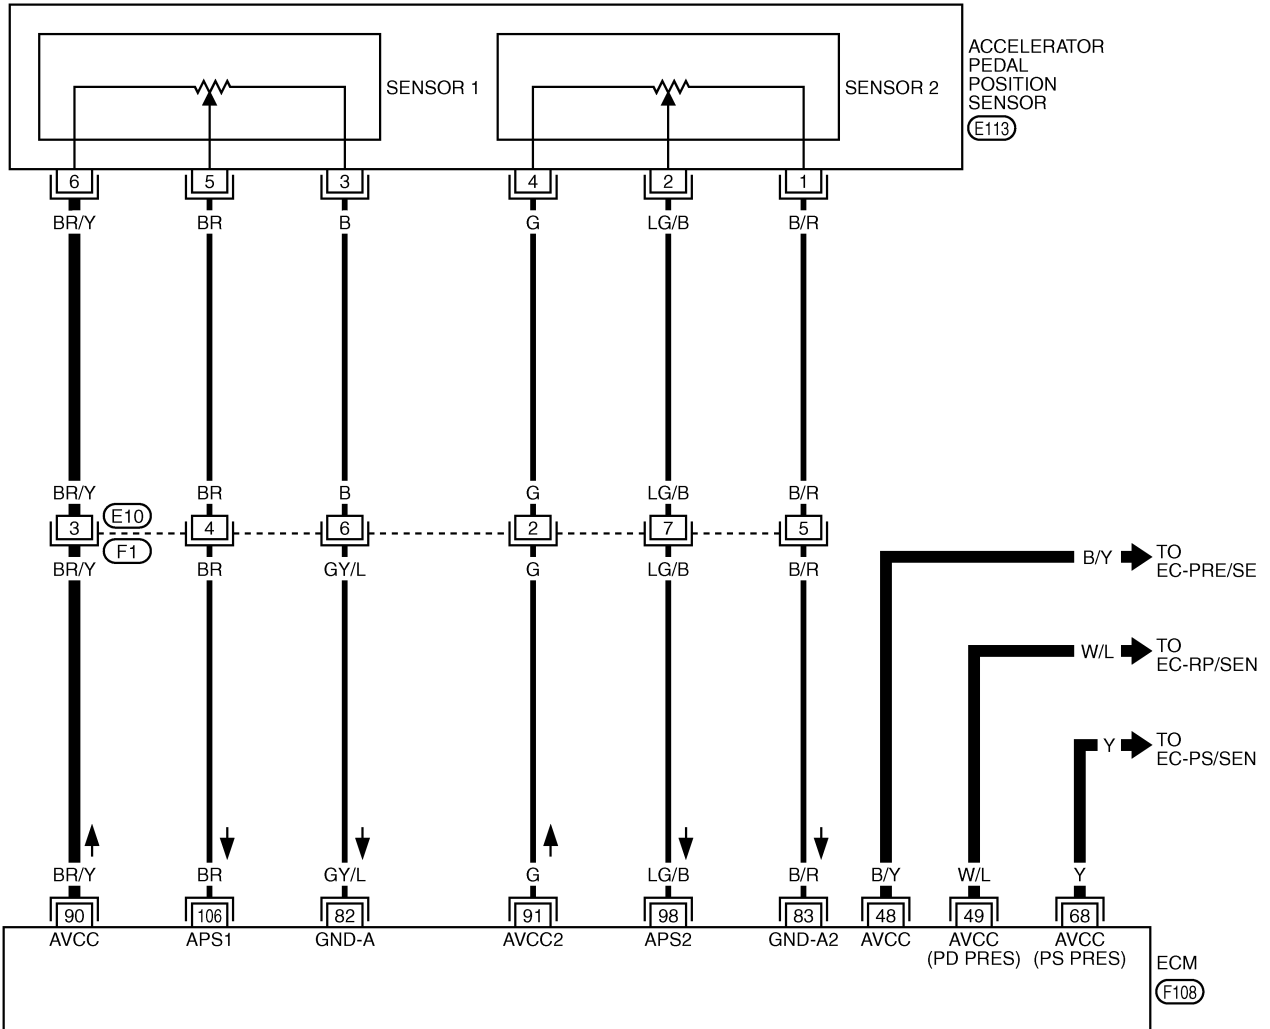 ACCELERATOR
PEDAL
POSITION
SENSOR
E113
SENSOR 1
SENSOR 2
6 5 3 4 2 1
BR/Y BR B G LG/B B/R
BR/Y BR B G LG/B B/R
E10
3 4 6 2 7 5
F1
BR/Y BR GY/L G LG/B B/R
B/Y TO
EC-PRE/SE
W/L TO
EC-RP/SEN
Y TO
EC-PS/SEN
BR/Y BR GY/L G LG/B B/R B/Y W/L Y
90 106 82 91 98 83 48 49 68
AVCC APS1 GND-A AVCC2 APS2 GND-A2 AVCC AVCC AVCC
(PD PRES) (PS PRES)
ECM
F108